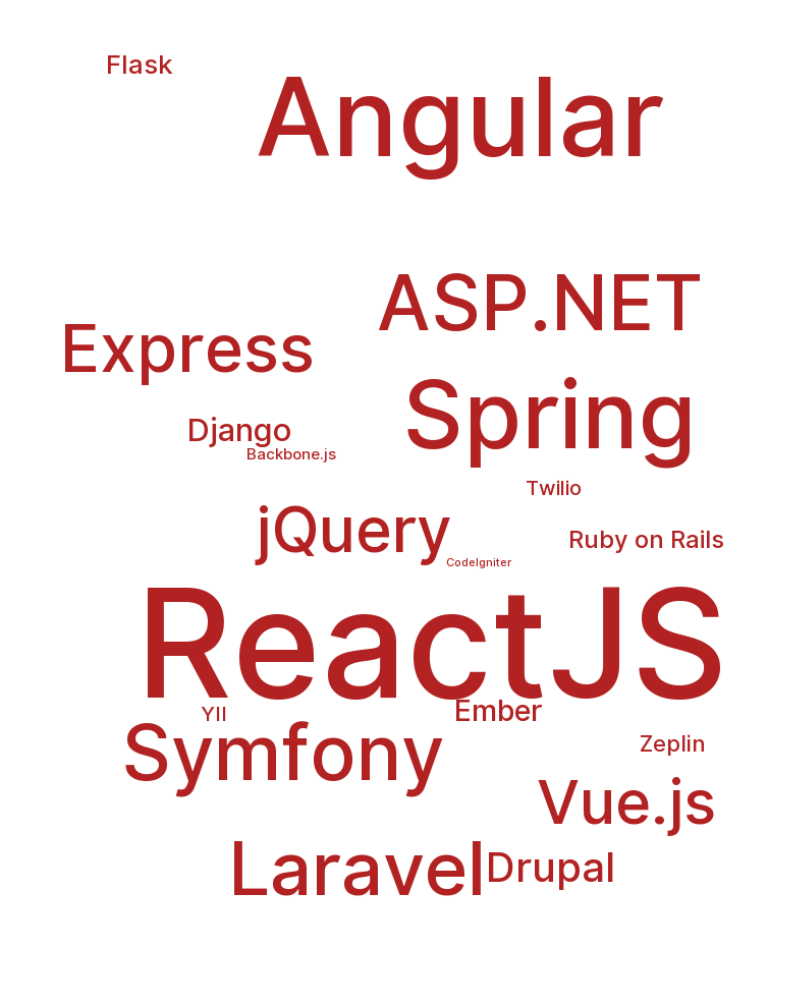 Flask
Angular
ASP.NET
Express
Spring
Django
Backbone.js
Twilio
jQuery
Ruby on Rails
CodeIgniter
ReactJS
YII
Ember
Symfony
Zeplin
Vue.js
Laravel
Drupal